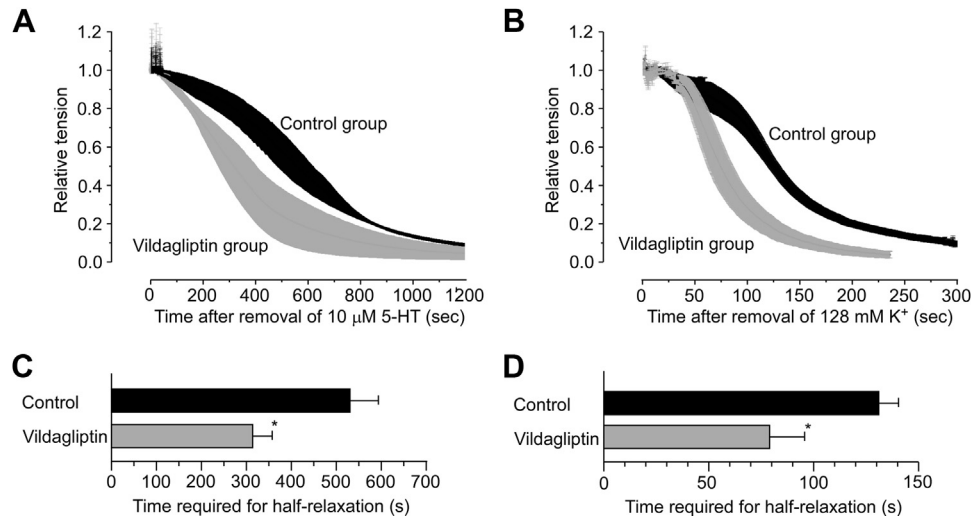 A
B
Relative tension
1.2
1.0
0.8
0.6
0.4
0.2
0.0
Control group
Vildagliptin group
0 200 400 600 800 1000 1200
Time after removal of 10 μM 5-HT (sec)
Relative tension
1.2
1.0
0.8
0.6
0.4
0.2
0.0
Control group
Vildagliptin group
0 50 100 150 200 250 300
Time after removal of 128 mM K⁺ (sec)
C
Control
Vildagliptin
*
0 100 200 300 400 500 600 700
Time required for half-relaxation (s)
D
Control
Vildagliptin
*
0 50 100 150
Time required for half-relaxation (s)